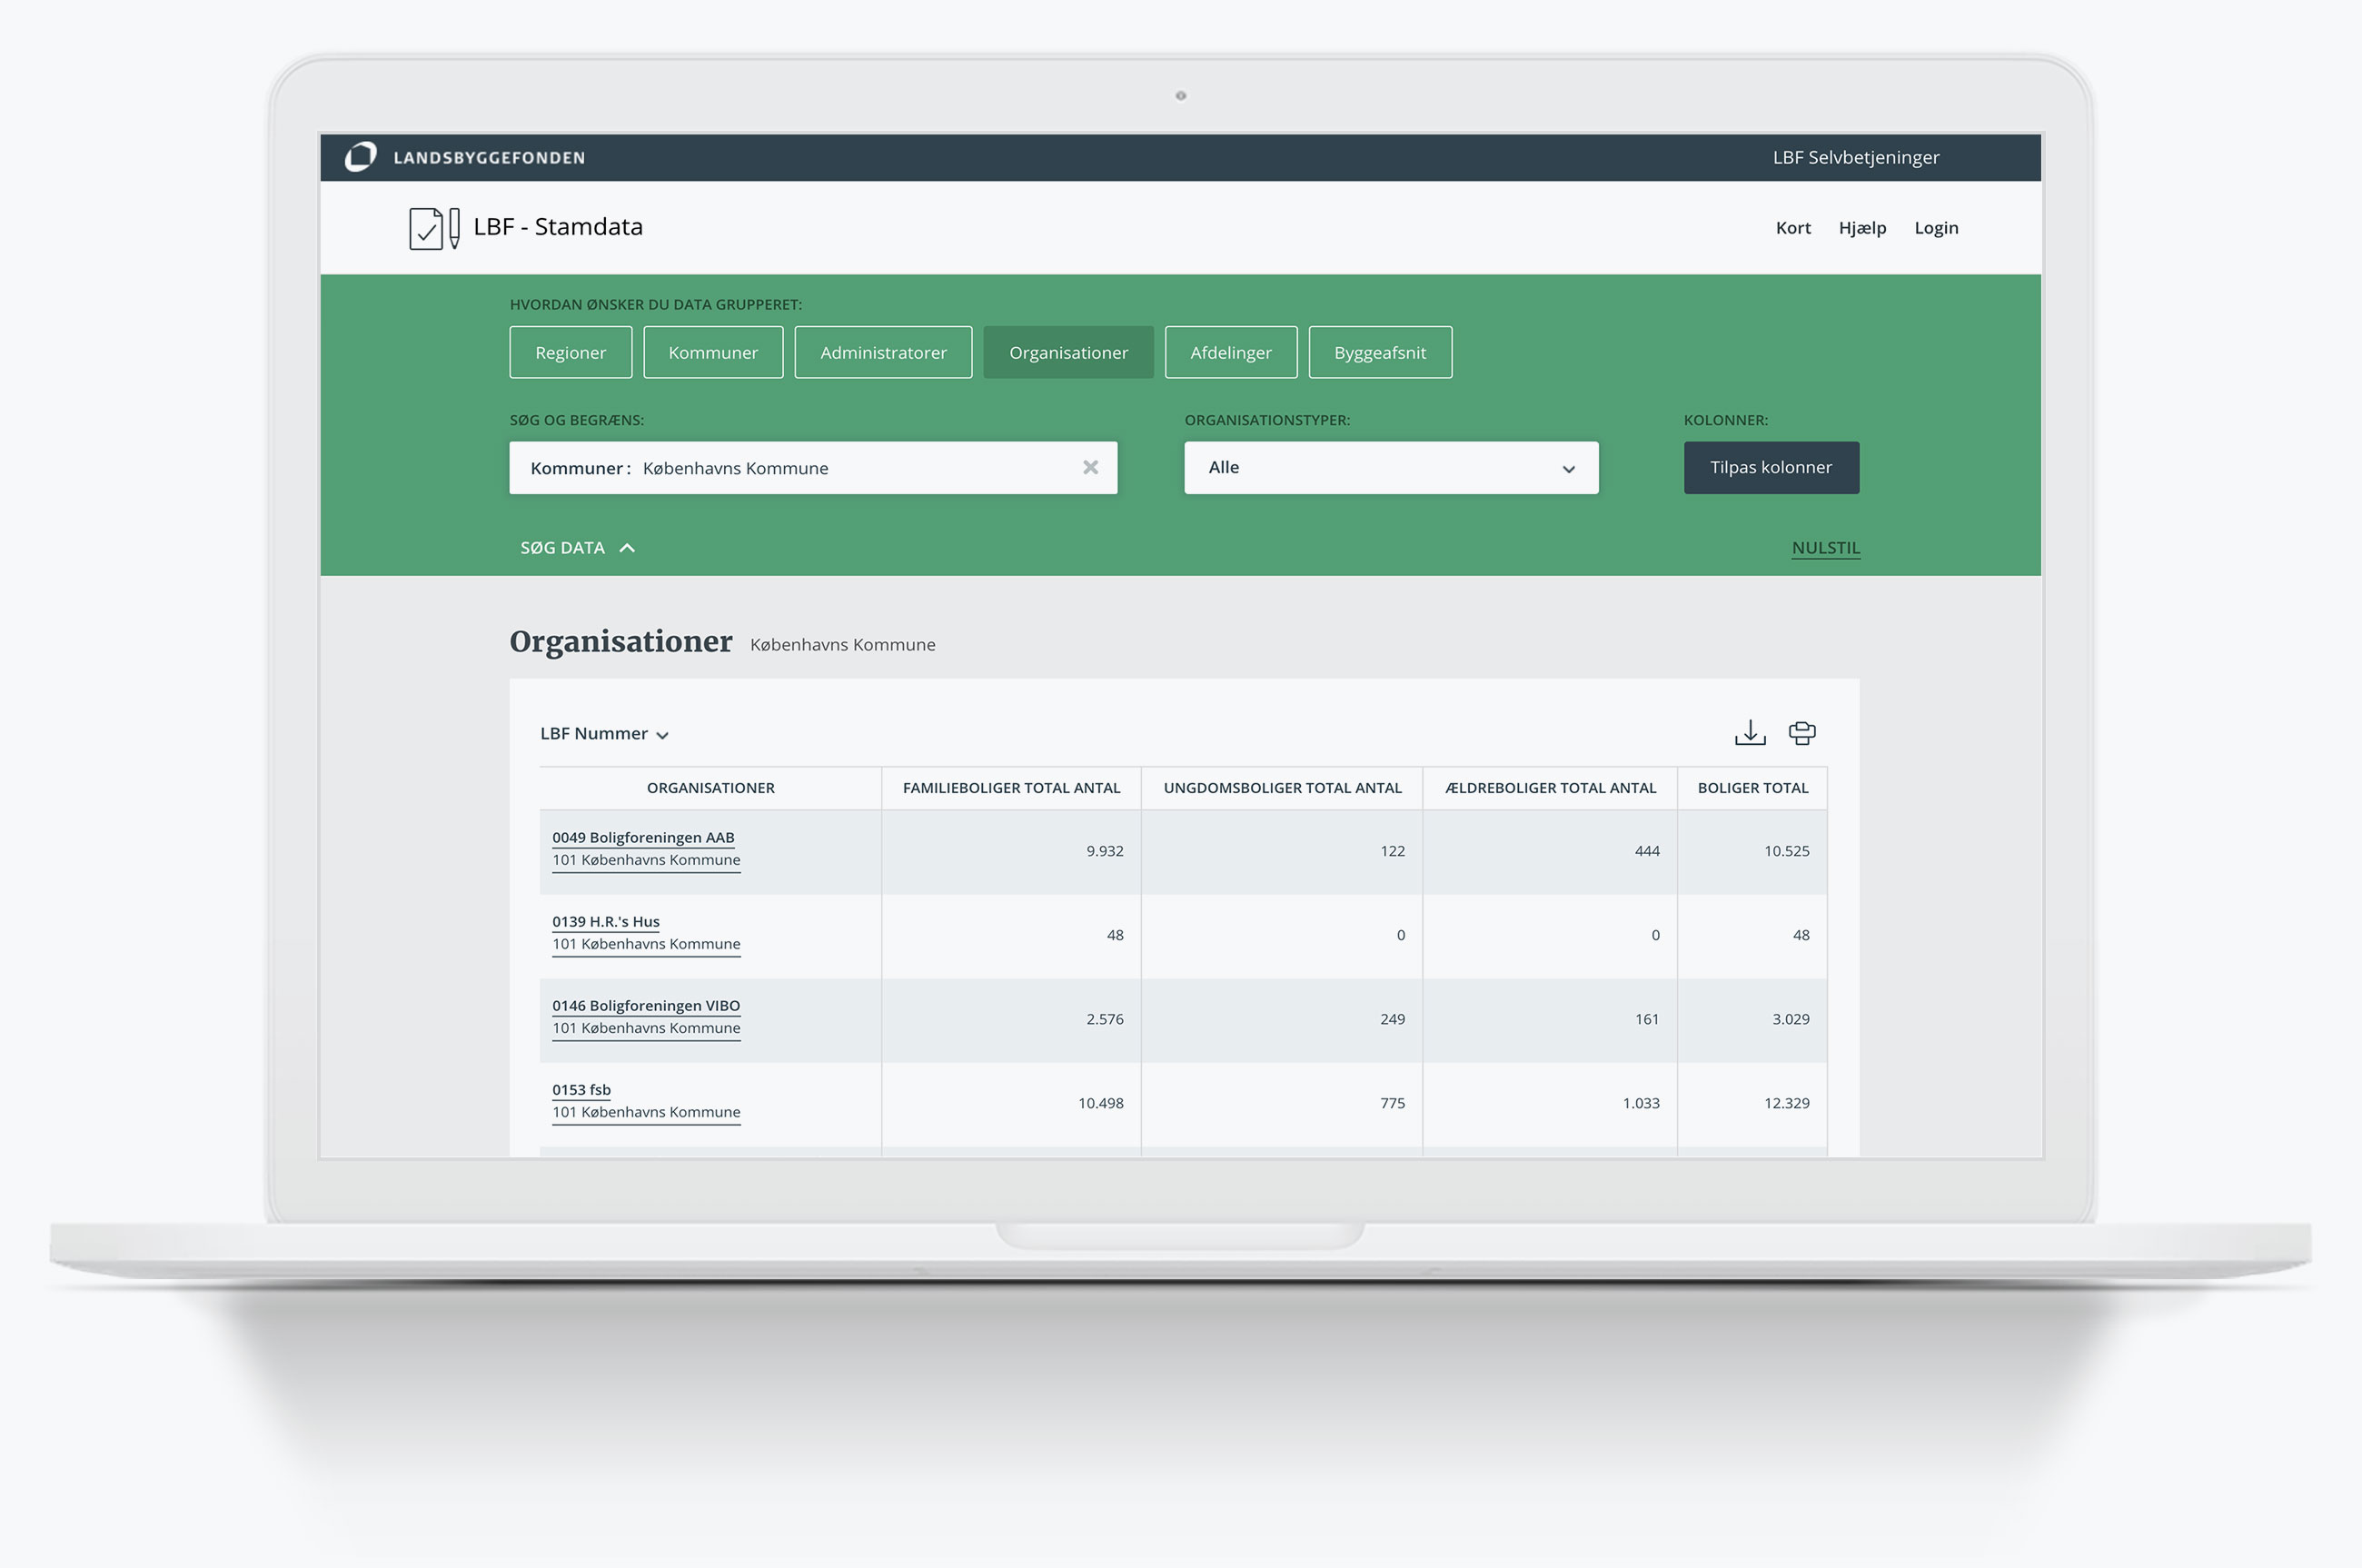 LANDSBYGGEFONDEN
LBF Selvbetjeninger
LBF - Stamdata
Kort Hjælp Login
HVORDAN ØNSKER DU DATA GRUPPERET:
Regioner Kommuner Administratorer Organisationer Afdelinger Byggeafsnit
SØG OG BEGRÆNS: ORGANISATIONSTYPER: KOLONNER:
Kommuner: Københavns Kommune Alle Tilpas kolonner
SØG DATA NULSTIL
Organisationer Københavns Kommune
LBF Nummer
ORGANISATIONER FAMILIEBOLIGER TOTAL ANTAL UNGDOMSBOLIGER TOTAL ANTAL ÆLDREBOLIGER TOTAL ANTAL BOLIGER TOTAL
0049 Boligforeningen AAB
101 Københavns Kommune
9.932 122 444 10.525
0139 H.R.'s Hus
101 Københavns Kommune
48 0 0 48
0146 Boligforeningen VIBO
101 Københavns Kommune
2.576 249 161 3.029
0153 fsb
101 Københavns Kommune
10.498 775 1.033 12.329